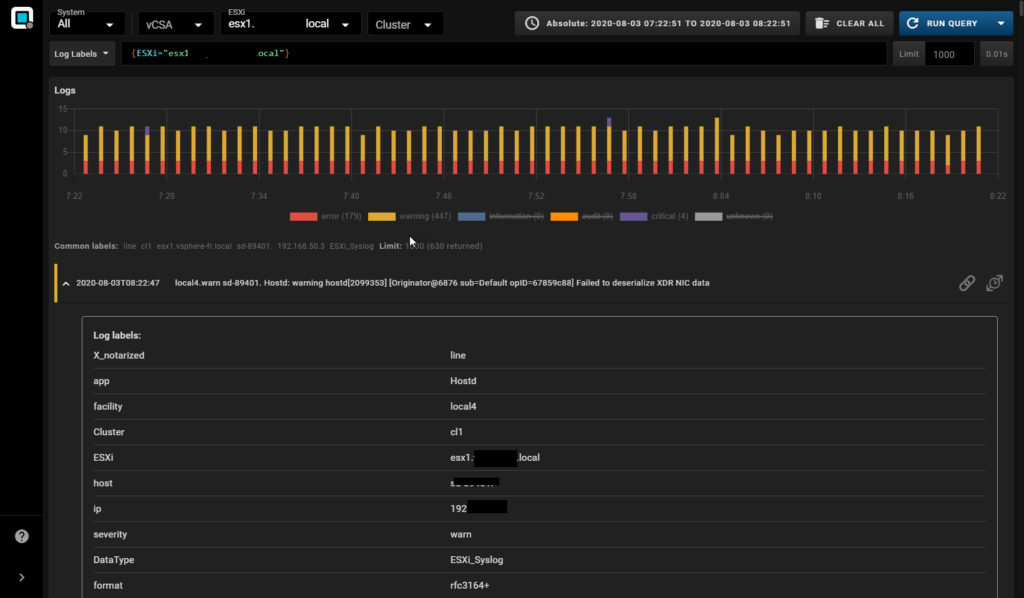 System
All
vCSA
ESXi
esx1. local
Cluster
Absolute: 2020-08-03 07:22:51 TO 2020-08-03 08:22:51
CLEAR ALL
RUN QUERY
Log Labels
{ESXi="esx1 .ocal"}
Limit
1000
0.01s
Logs
15
10
5
0
7:22 7:28 7:34 7:40 7:46 7:52 7:58 8:04 8:10 8:16 8:22
error (179) warning (447) information (0) audit (0) critical (4) unknown (0)
Common labels: line cl1 esx1.vsphere-fr.local sd-89401. 192.168.50.3 ESXi_Syslog Limit: 1000 (630 returned)
2020-08-03T08:22:47 local4.warn sd-89401. Hostd: warning hostd[2099353] [Originator@6876 sub=Default opID=67859c88] Failed to deserialize XDR NIC data
Log labels:
X_notarized line
app Hostd
facility local4
Cluster cl1
ESXi esx1. .local
host
ip 192
severity warn
DataType ESXi_Syslog
format rfc3164+